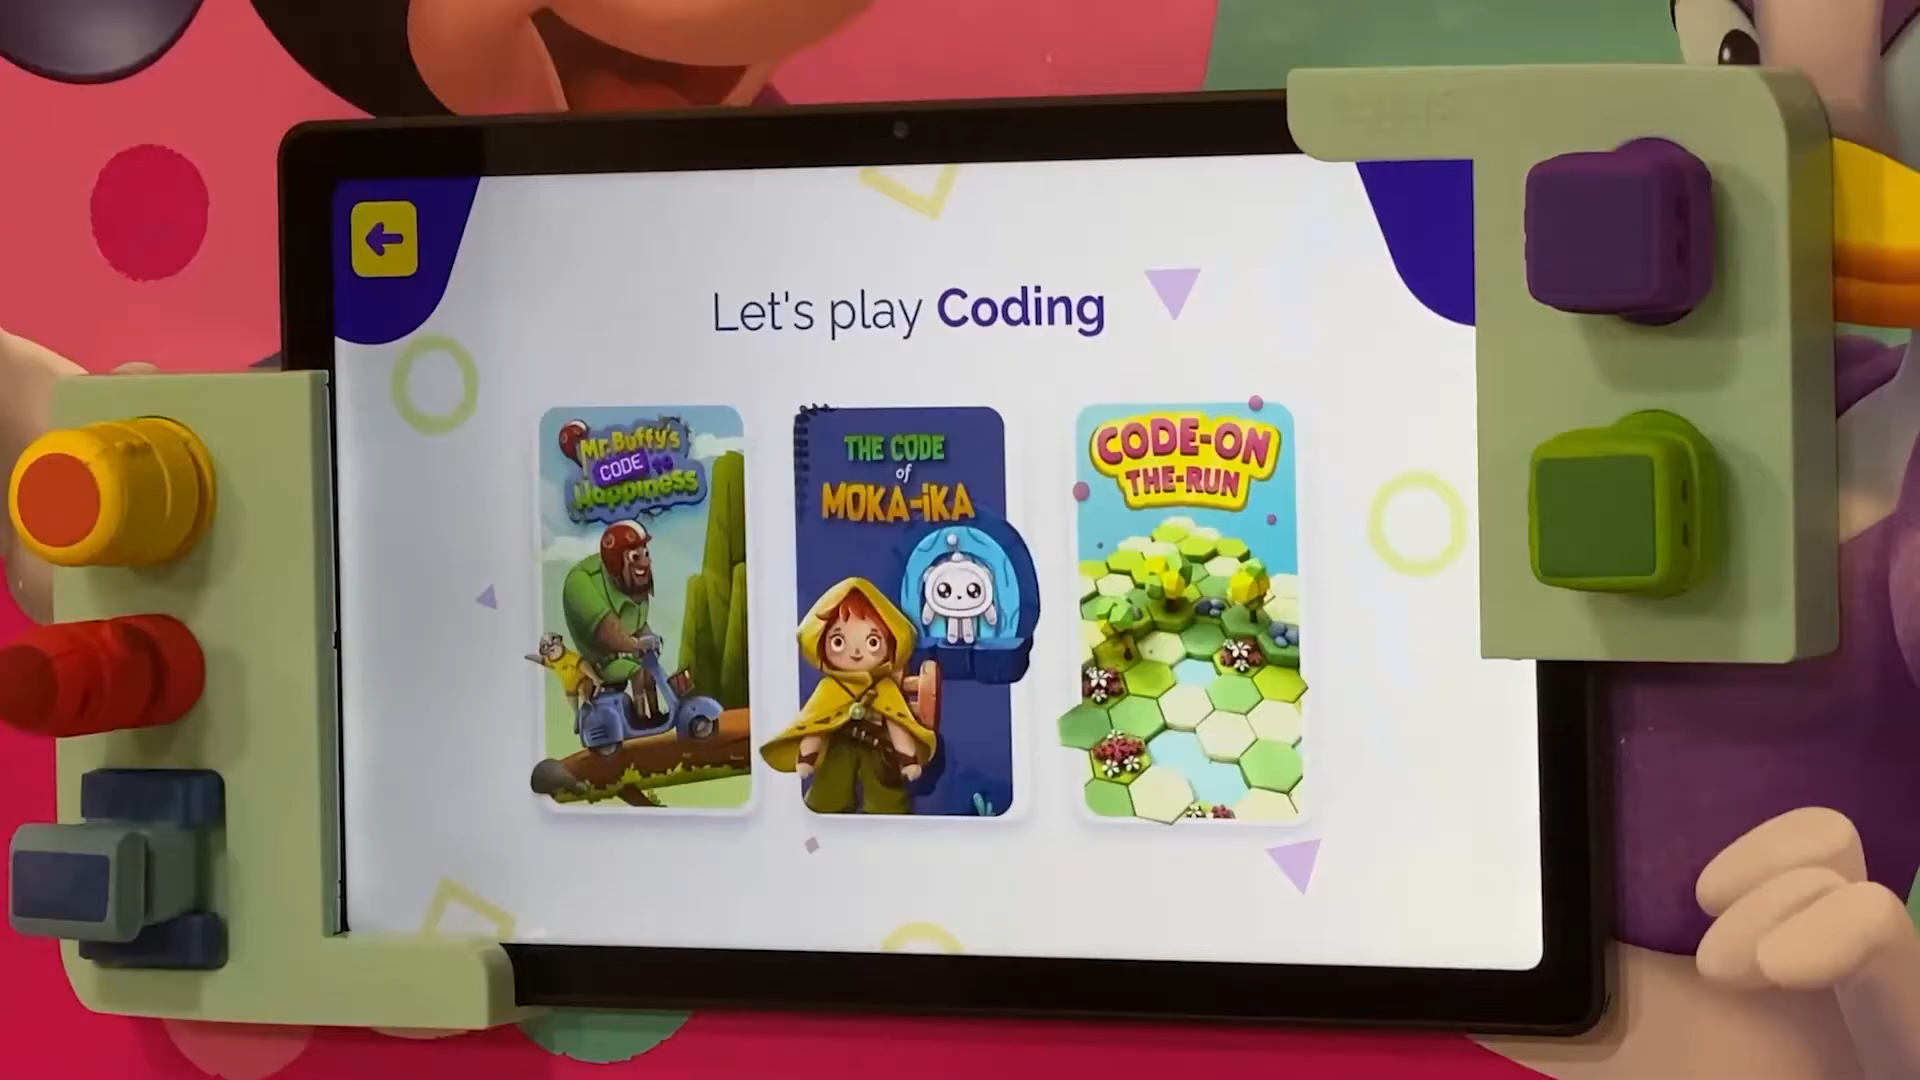 Let's play Coding
Mr. Buffy's
CODE to
Happiness
THE CODE
of
MOKA-iKA
CODE-ON
THE-RUN